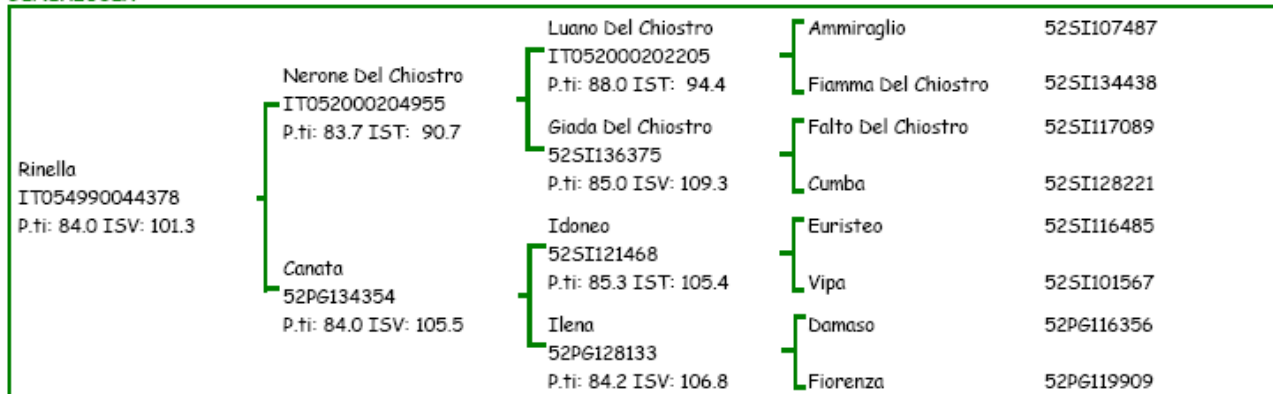 Rinella
IT054990044378
P.ti: 84.0 ISV: 101.3
Nerone Del Chiostro
IT052000204955
P.ti: 83.7 IST: 90.7
Canata
52PG134354
P.ti: 84.0 ISV: 105.5
Luano Del Chiostro
IT052000202205
P.ti: 88.0 IST: 94.4
Giada Del Chiostro
52SI136375
P.ti: 85.0 ISV: 109.3
Idoneo
52SI121468
P.ti: 85.3 IST: 105.4
Ilena
52PG128133
P.ti: 84.2 ISV: 106.8
Ammiraglio 52SI107487
Fiamma Del Chiostro 52SI134438
Falto Del Chiostro 52SI117089
Cumba 52SI128221
Euristeo 52SI116485
Vipa 52SI101567
Damaso 52PG116356
Fiorenza 52PG119909